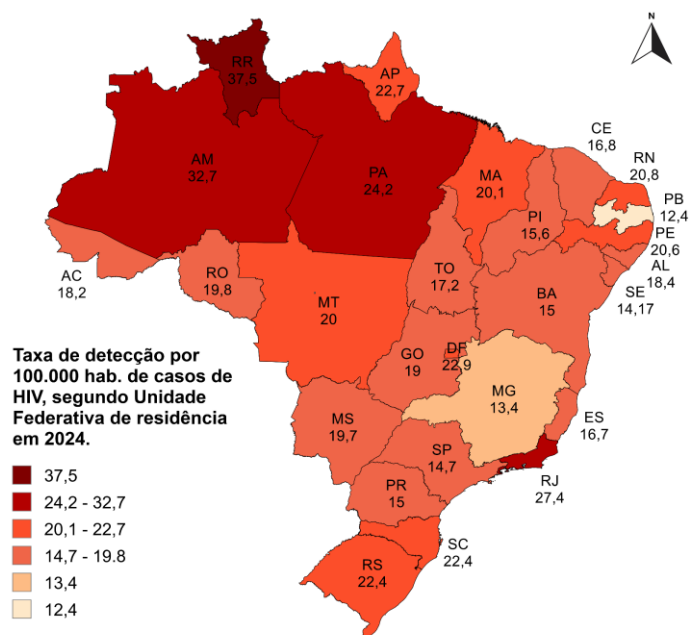 N
RR
37,5
AP
22,7
AM
32,7
PA
24,2
MA
20,1
CE
16,8
RN
20,8
PB
12,4
PE
20,6
AL
18,4
SE
14,17
PI
15,6
AC
18,2
RO
19,8
TO
17,2
BA
15
MT
20
GO
19
DF
22,9
MG
13,4
ES
16,7
MS
19,7
SP
14,7
RJ
27,4
PR
15
SC
22,4
RS
22,4
Taxa de detecção por
100.000 hab. de casos de
HIV, segundo Unidade
Federativa de residência
em 2024.
37,5
24,2 - 32,7
20,1 - 22,7
14,7 - 19.8
13,4
12,4